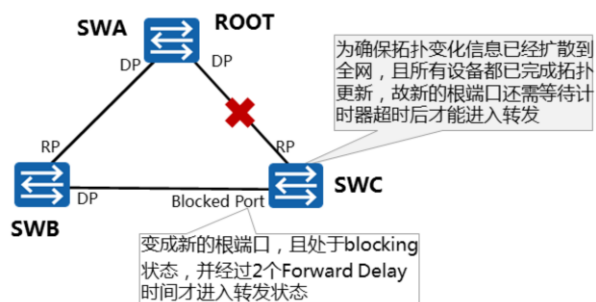 SWA
ROOT
DP
DP
为确保拓扑变化信息已经扩散到
全网，且所有设备都已完成拓扑
更新，故新的根端口还需等待计
时器超时后才能进入转发
RP
RP
SWB
DP
Blocked Port
SWC
变成新的根端口，且处于blocking
状态，并经过2个Forward Delay
时间才进入转发状态